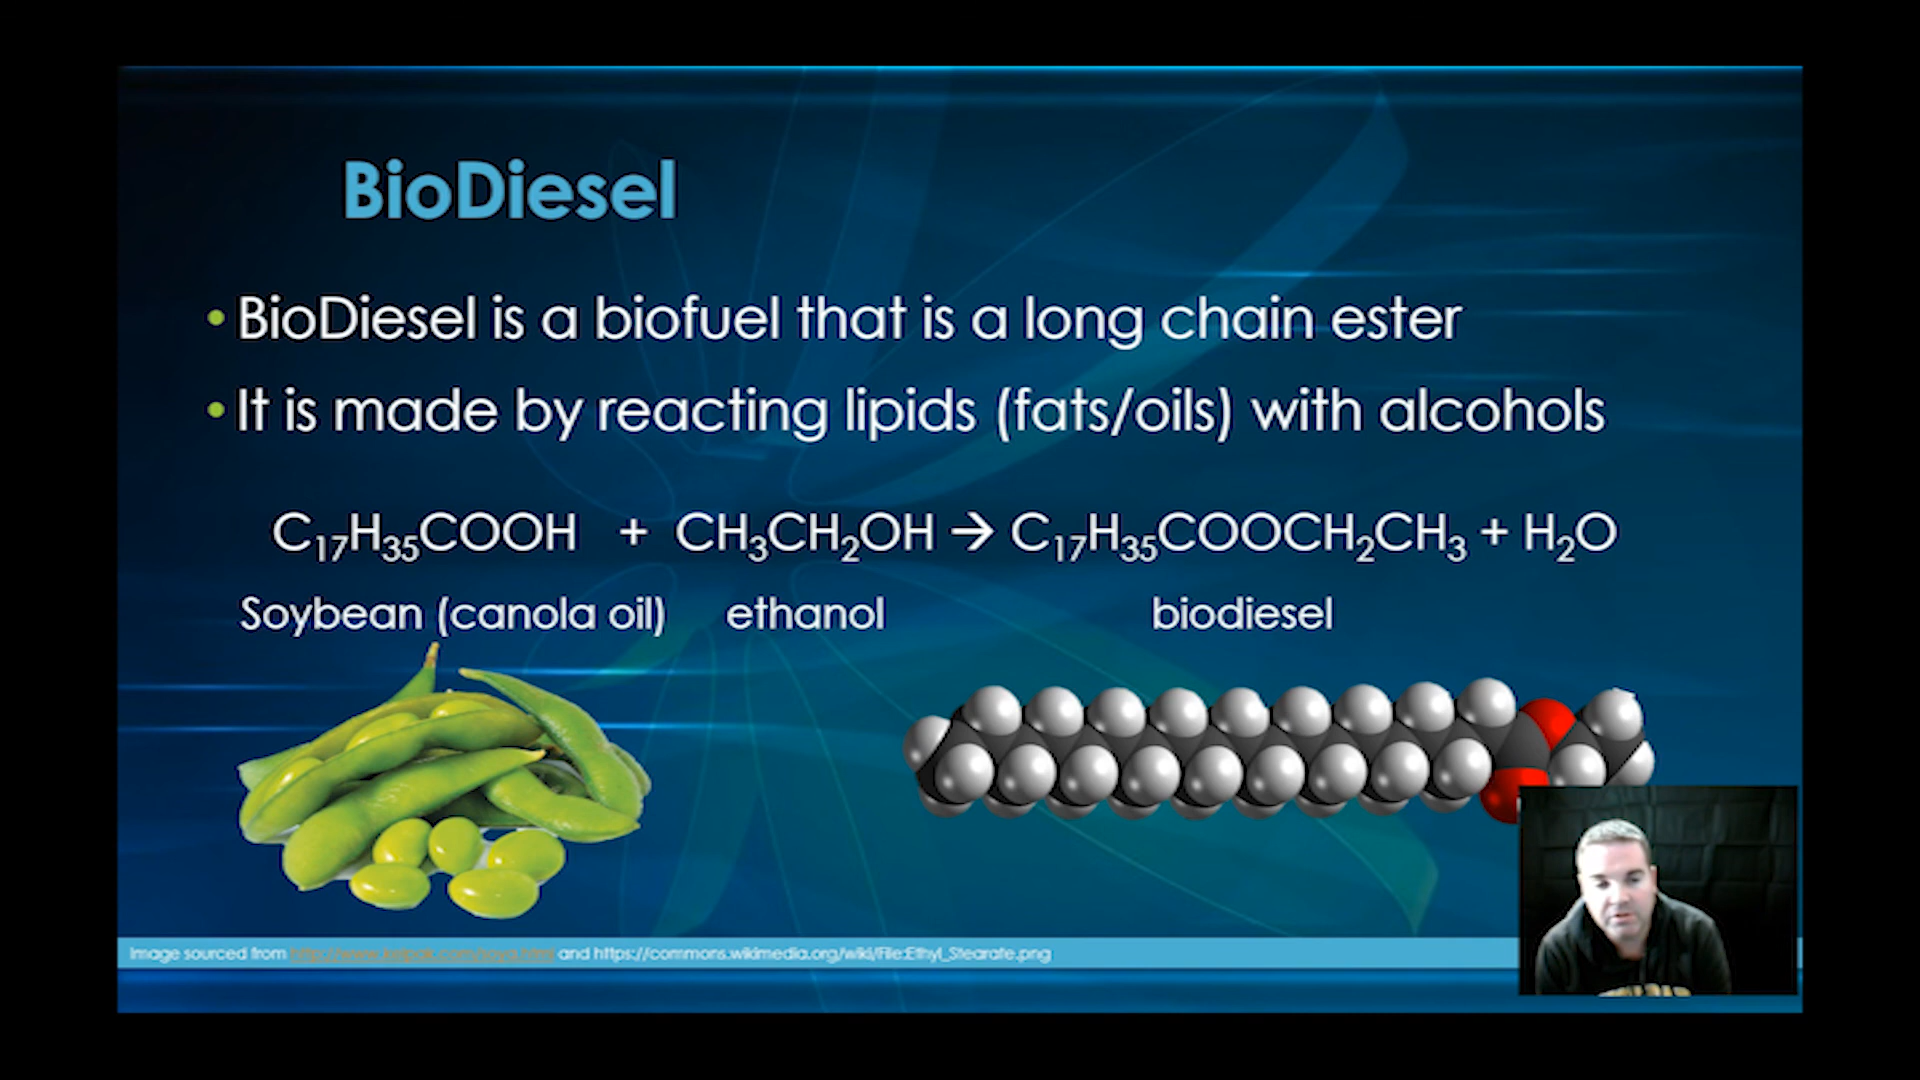 BioDiesel
• BioDiesel is a biofuel that is a long chain ester
• It is made by reacting lipids (fats/oils) with alcohols
C₁₇H₃₅COOH + CH₃CH₂OH → C₁₇H₃₅COOCH₂CH₃ + H₂O
Soybean (canola oil) ethanol biodiesel
Image sourced from and https://commons.wikimedia.org/wiki/File:Ethyl_Stearate.png